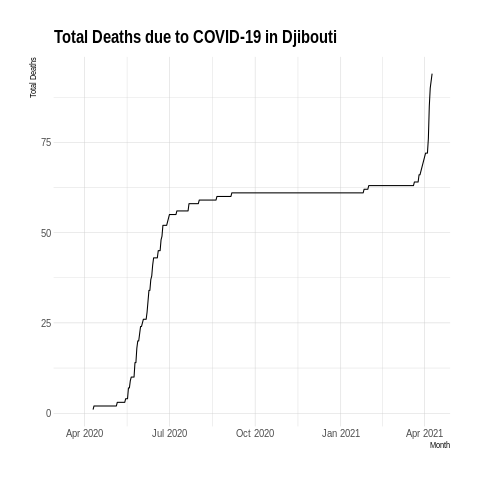 Total Deaths due to COVID-19 in Djibouti
Total Deaths
75
50
25
0
Apr 2020 Jul 2020 Oct 2020 Jan 2021 Apr 2021
Month